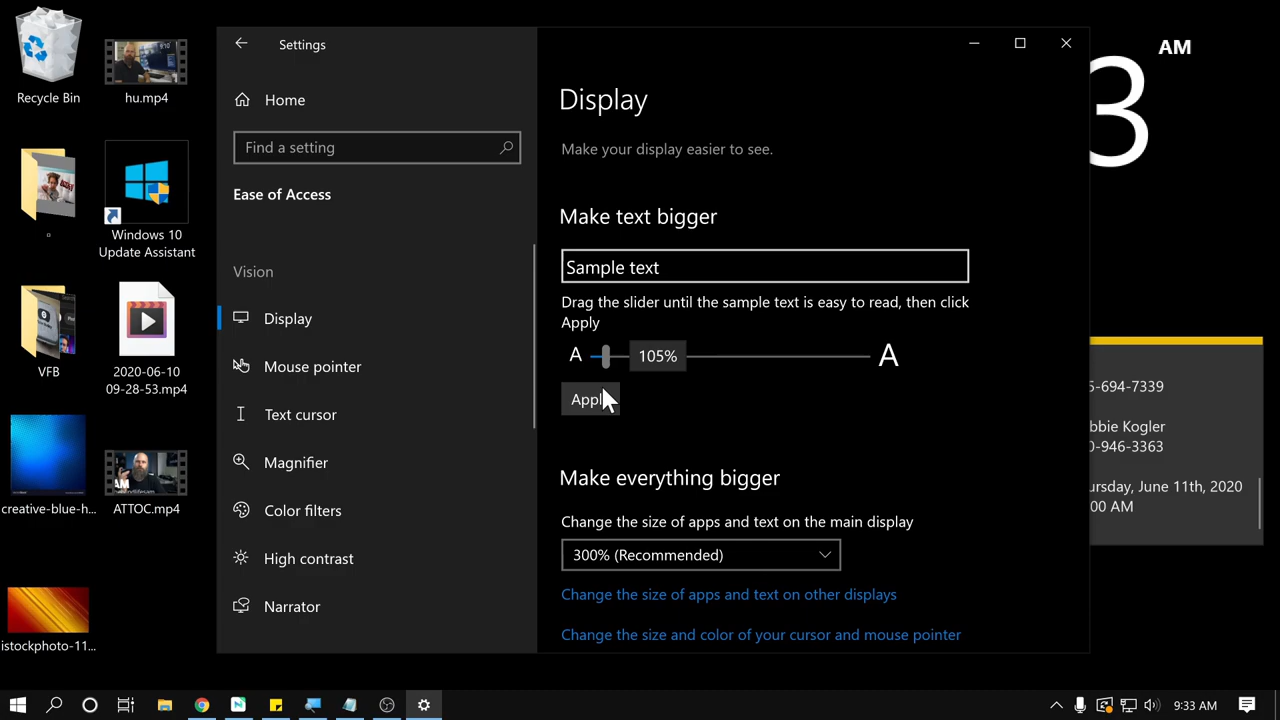 Recycle Bin
hu.mp4
Windows 10
Update Assistant
VFB
2020-06-10
09-28-53.mp4
creative-blue-h...
ATTOC.mp4
istockphoto-11...
Settings
Home
Find a setting
Ease of Access
Vision
Display
Mouse pointer
Text cursor
Magnifier
Color filters
High contrast
Narrator
Display
Make your display easier to see.
Make text bigger
Sample text
Drag the slider until the sample text is easy to read, then click
Apply
A 105% A
Appl
Make everything bigger
Change the size of apps and text on the main display
300% (Recommended)
Change the size of apps and text on other displays
Change the size and color of your cursor and mouse pointer
3 AM
5-694-7339
bbie Kogler
0-946-3363
ursday, June 11th, 2020
:00 AM
9:33 AM